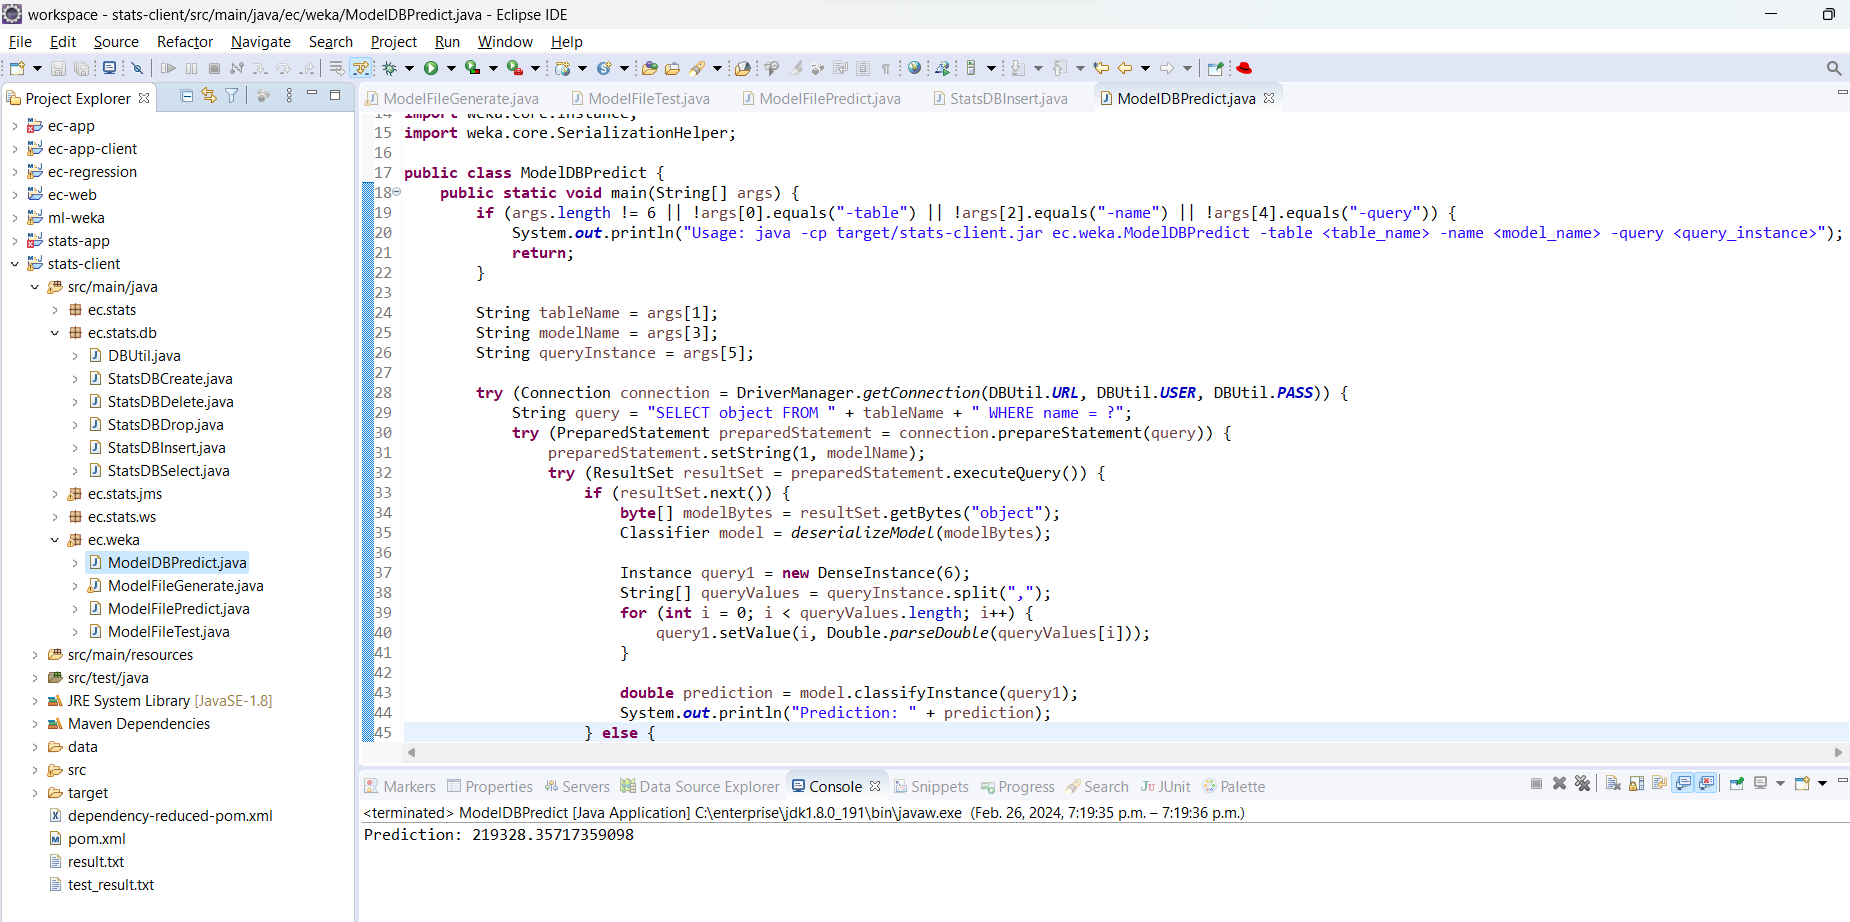 workspace - stats-client/src/main/java/ec/weka/ModelDBPredict.java - Eclipse IDE
File Edit Source Refactor Navigate Search Project Run Window Help
Project Explorer
ec-app
ec-app-client
ec-regression
ec-web
ml-weka
stats-app
stats-client
src/main/java
ec.stats
ec.stats.db
DBUtil.java
StatsDBCreate.java
StatsDBDelete.java
StatsDBDrop.java
StatsDBInsert.java
StatsDBSelect.java
ec.stats.jms
ec.stats.ws
ec.weka
ModelDBPredict.java
ModelFileGenerate.java
ModelFilePredict.java
ModelFileTest.java
src/main/resources
src/test/java
JRE System Library [JavaSE-1.8]
Maven Dependencies
data
src
target
dependency-reduced-pom.xml
pom.xml
result.txt
test_result.txt
ModelFileGenerate.java ModelFileTest.java ModelFilePredict.java StatsDBInsert.java ModelDBPredict.java
14 import weka.core.Instance;
15 import weka.core.SerializationHelper;
16
17 public class ModelDBPredict {
18 public static void main(String[] args) {
19 if (args.length != 6 || !args[0].equals("-table") || !args[2].equals("-name") || !args[4].equals("-query")) {
20 System.out.println("Usage: java -cp target/stats-client.jar ec.weka.ModelDBPredict -table <table_name> -name <model_name> -query <query_instance>");
21 return;
22 }
23
24 String tableName = args[1];
25 String modelName = args[3];
26 String queryInstance = args[5];
27
28 try (Connection connection = DriverManager.getConnection(DBUtil.URL, DBUtil.USER, DBUtil.PASS)) {
29 String query = "SELECT object FROM " + tableName + " WHERE name = ?";
30 try (PreparedStatement preparedStatement = connection.prepareStatement(query)) {
31 preparedStatement.setString(1, modelName);
32 try (ResultSet resultSet = preparedStatement.executeQuery()) {
33 if (resultSet.next()) {
34 byte[] modelBytes = resultSet.getBytes("object");
35 Classifier model = deserializeModel(modelBytes);
36
37 Instance query1 = new DenseInstance(6);
38 String[] queryValues = queryInstance.split(",");
39 for (int i = 0; i < queryValues.length; i++) {
40 query1.setValue(i, Double.parseDouble(queryValues[i]));
41 }
42
43 double prediction = model.classifyInstance(query1);
44 System.out.println("Prediction: " + prediction);
45 } else {
Markers Properties Servers Data Source Explorer Console Snippets Progress Search JUnit Palette
<terminated> ModelDBPredict [Java Application] C:\enterprise\jdk1.8.0_191\bin\javaw.exe (Feb. 26, 2024, 7:19:35 p.m. – 7:19:36 p.m.)
Prediction: 219328.35717359098